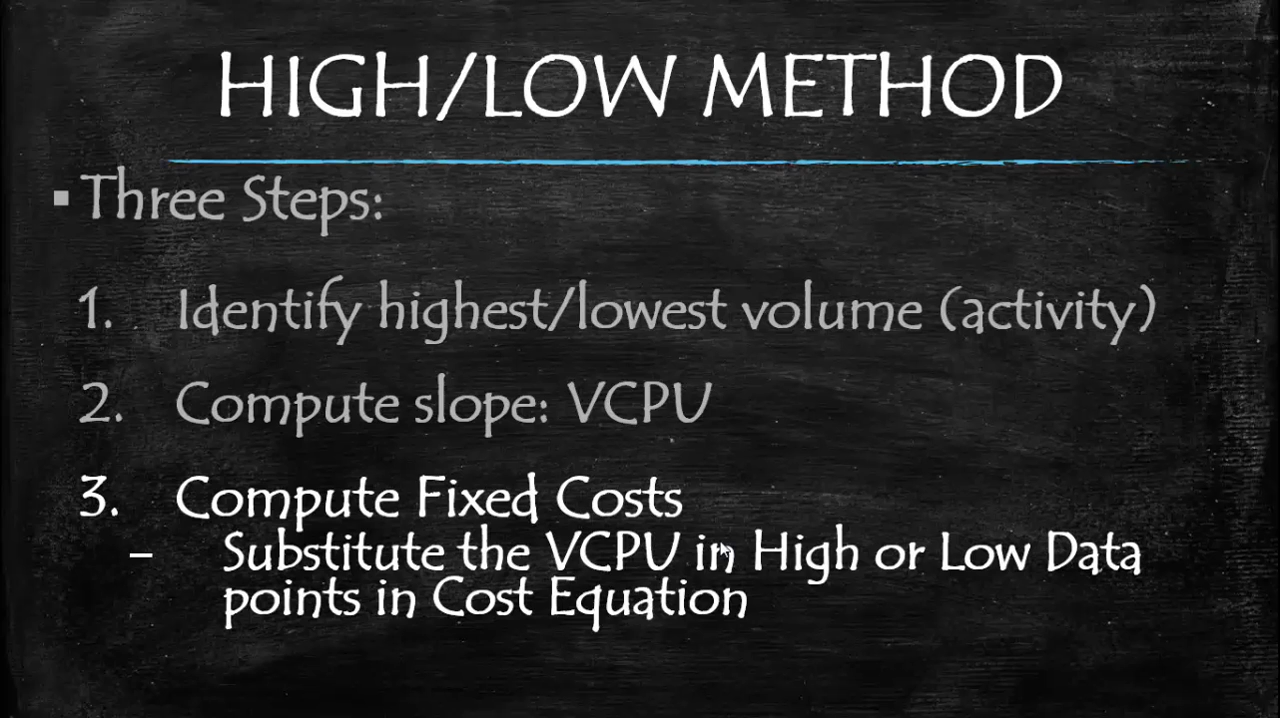 HIGH/LOW METHOD
▪ Three Steps:
1. Identify highest/lowest volume (activity)
2. Compute slope: VCPU
3. Compute Fixed Costs
– Substitute the VCPU in High or Low Data
points in Cost Equation